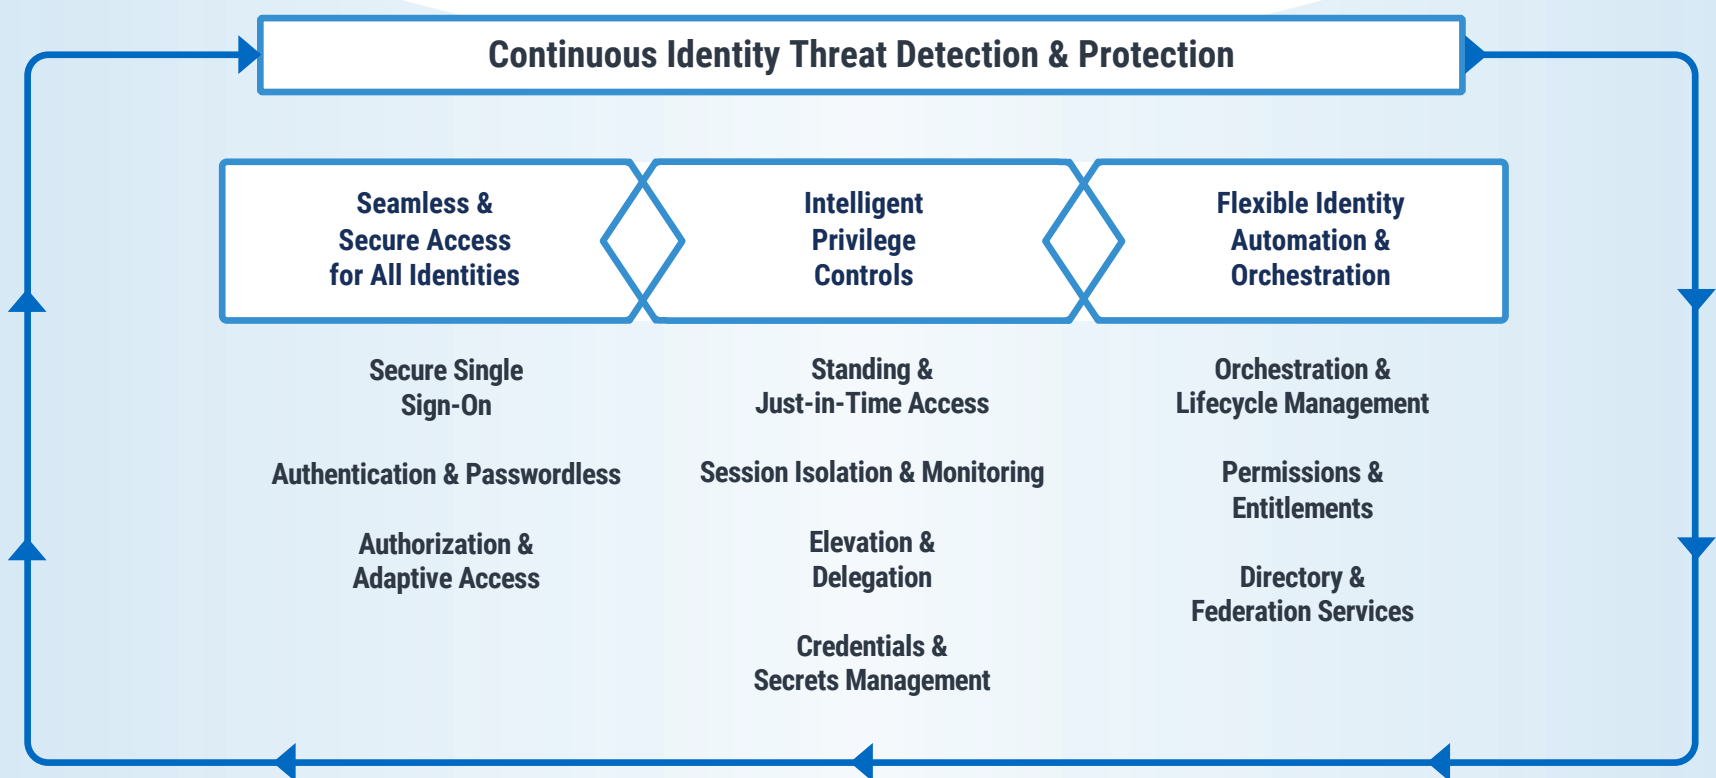 Continuous Identity Threat Detection & Protection
Seamless &
Secure Access
for All Identities
Intelligent
Privilege
Controls
Flexible Identity
Automation &
Orchestration
Secure Single
Sign-On
Authentication & Passwordless
Authorization &
Adaptive Access
Standing &
Just-in-Time Access
Session Isolation & Monitoring
Elevation &
Delegation
Credentials &
Secrets Management
Orchestration &
Lifecycle Management
Permissions &
Entitlements
Directory &
Federation Services